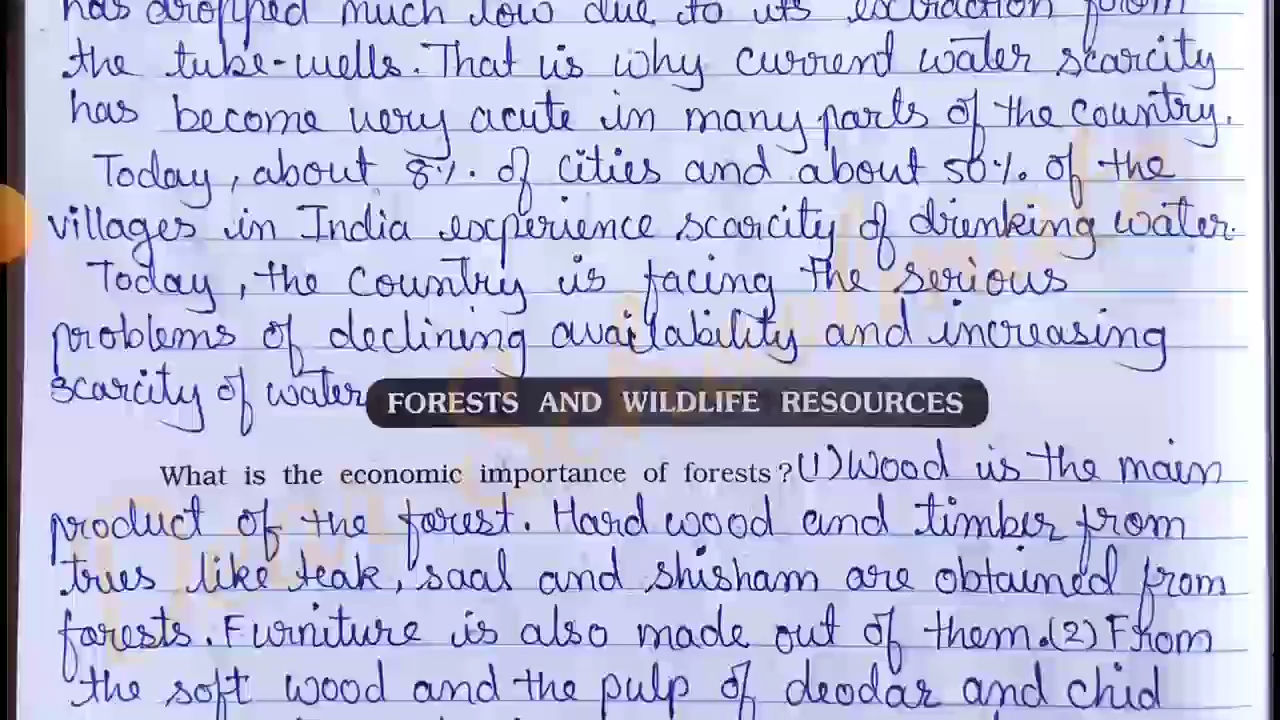 has dropped much low due to its extraction from
the tube-wells. That is why current water scarcity
has become very acute in many parts of the country.
Today, about 8%. of cities and about 50%. of the
villages in India experience scarcity of drinking water.
Today, the country is facing the serious
problems of declining availability and increasing
scarcity of water
FORESTS AND WILDLIFE RESOURCES
What is the economic importance of forests? (1) Wood is the main
product of the forest. Hard wood and timber from
trees like teak, saal and shisham are obtained from
forests. Furniture is also made out of them. (2) From
the soft wood and the pulp of deodar and chid